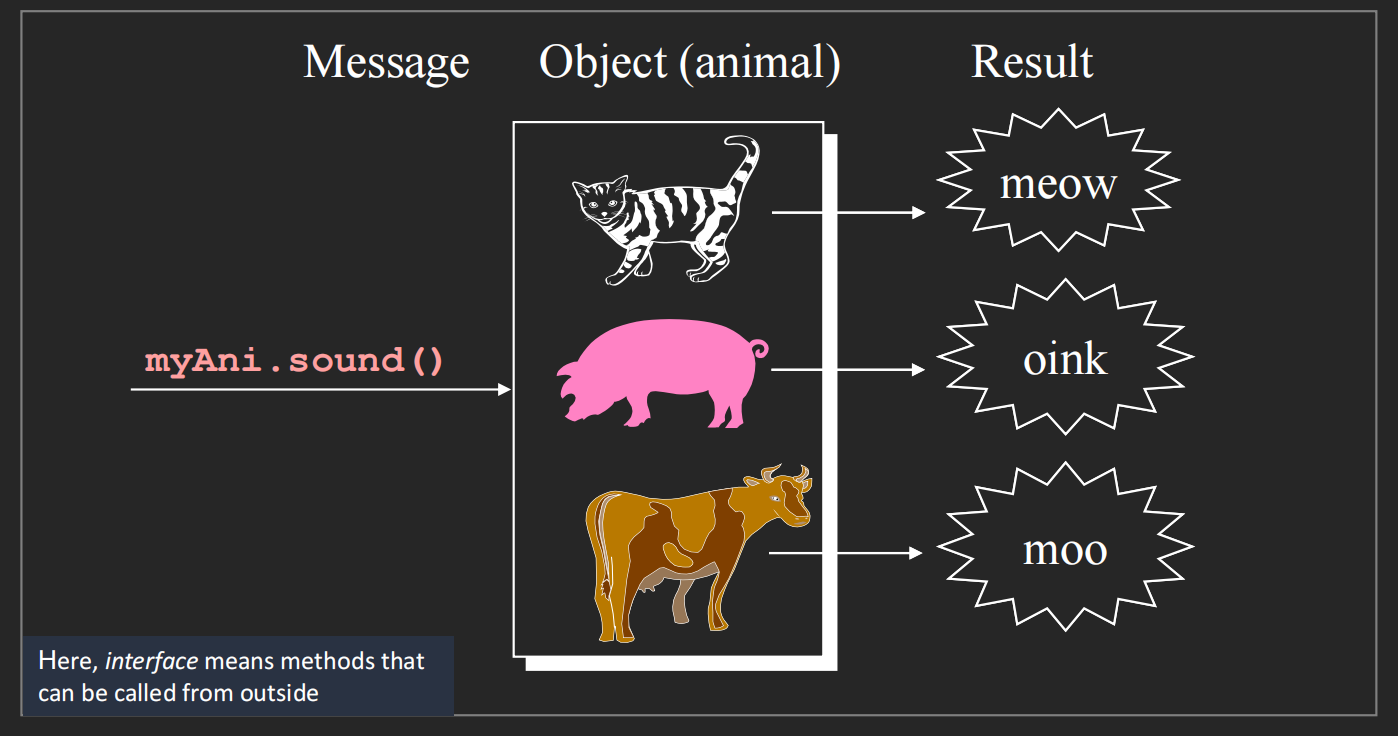 Message Object (animal) Result
meow
myAni.sound()
oink
moo
Here, interface means methods that
can be called from outside